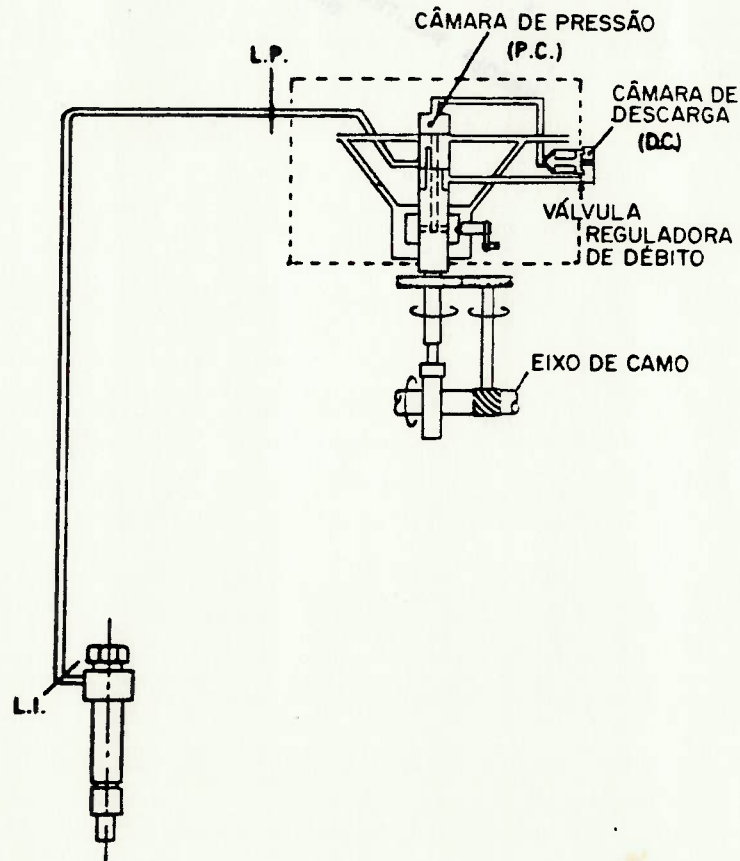 CÂMARA DE PRESSÃO
(P.C.)
L.P.
CÂMARA DE
DESCARGA
(D.C.)
VÁLVULA
REGULADORA
DE DÉBITO
EIXO DE CAMO
L.I.